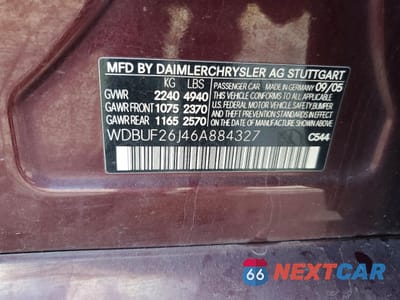 MFD BY DAIMLERCHRYSLER AG STUTTGART
KG LBS MADE IN GERMANY 09/05
GVWR 2240 4940 THIS VEHICLE CONFORMS TO ALL APPLICABLE
GAWR FRONT 1075 2370 U.S. FEDERAL MOTOR VEHICLE SAFETY, BUMPER
GAWR REAR 1165 2570 AND THEFT PREVENTION STANDARDS IN EFFECT
ON THE DATE OF MANUFACTURE SHOWN ABOVE.
WDBUF26J46A884327 C544
66 NEXTCAR